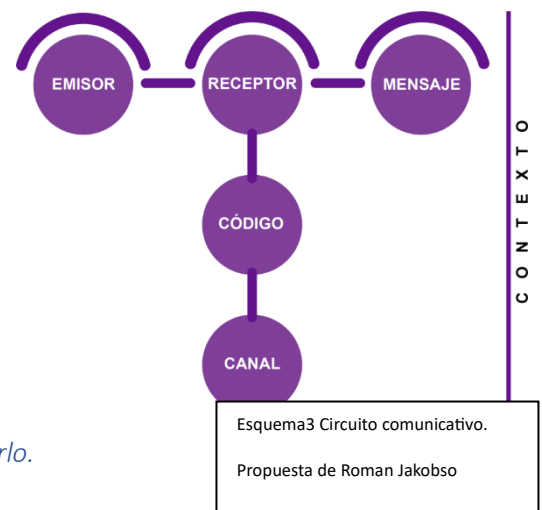 EMISOR
RECEPTOR
MENSAJE
CONTEXTO
CÓDIGO
CANAL
rlo.
Esquema3 Circuito comunicativo.
Propuesta de Roman Jakobso